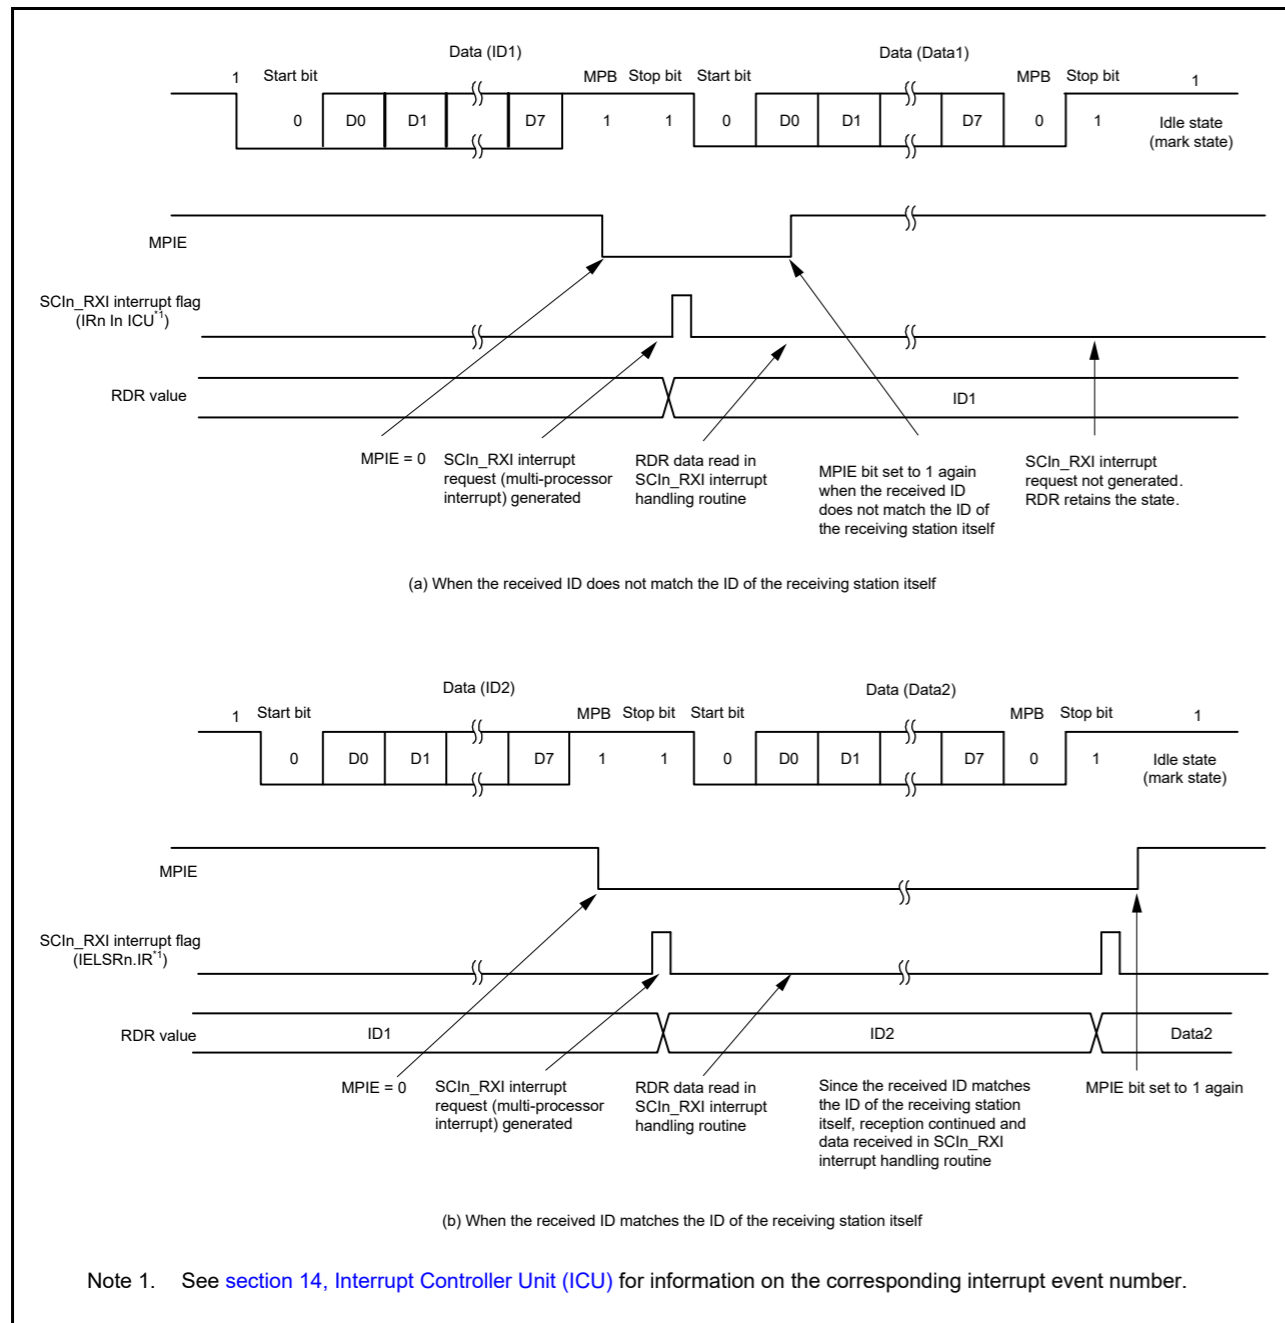 Data (ID1) Data (Data1)
1 Start bit MPB Stop bit Start bit MPB Stop bit 1
0 D0 D1 D7 1 1 0 D0 D1 D7 0 1 Idle state
(mark state)
MPIE
SCIn_RXI interrupt flag
(IRn In ICU*1)
RDR value ID1
MPIE = 0
SCIn_RXI interrupt
request (multi-processor
interrupt) generated
RDR data read in
SCIn_RXI interrupt
handling routine
MPIE bit set to 1 again
when the received ID
does not match the ID of
the receiving station itself
SCIn_RXI interrupt
request not generated.
RDR retains the state.
(a) When the received ID does not match the ID of the receiving station itself
Data (ID2) Data (Data2)
1 Start bit MPB Stop bit Start bit MPB Stop bit 1
0 D0 D1 D7 1 1 0 D0 D1 D7 0 1 Idle state
(mark state)
MPIE
SCIn_RXI interrupt flag
(IELSRn.IR*1)
RDR value ID1 ID2 Data2
MPIE = 0
SCIn_RXI interrupt
request (multi-processor
interrupt) generated
RDR data read in
SCIn_RXI interrupt
handling routine
Since the received ID matches
the ID of the receiving station
itself, reception continued and
data received in SCIn_RXI
interrupt handling routine
MPIE bit set to 1 again
(b) When the received ID matches the ID of the receiving station itself
Note 1. See section 14, Interrupt Controller Unit (ICU) for information on the corresponding interrupt event number.